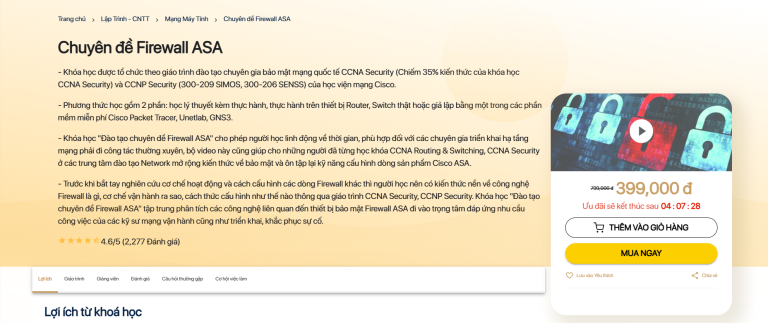 Trang chủ › Lập Trình - CNTT › Mạng Máy Tính › Chuyên đề Firewall ASA
Chuyên đề Firewall ASA
- Khóa học được tổ chức theo giáo trình đào tạo chuyên gia bảo mật mạng quốc tế CCNA Security (Chiếm 35% kiến thức của khóa học
CCNA Security) và CCNP Security (300-209 SIMOS, 300-206 SENSS) của học viện mạng Cisco.
- Phương thức học gồm 2 phần: học lý thuyết kèm thực hành, thực hành trên thiết bị Router, Switch thật hoặc giả lập bằng một trong các phần
mềm miễn phí Cisco Packet Tracer, Unetlab, GNS3.
- Khóa học "Đào tạo chuyên đề Firewall ASA" cho phép người học linh động về thời gian, phù hợp đối với các chuyên gia triển khai hạ tầng
mạng phải đi công tác thường xuyên, bộ video này cũng giúp cho những người đã từng học khóa CCNA Routing & Switching, CCNA Security
ở các trung tâm đào tạo Network mở rộng kiến thức về bảo mật và ôn tập lại kỹ năng cấu hình dòng sản phẩm Cisco ASA.
- Trước khi bắt tay nghiên cứu cơ chế hoạt động và cách cấu hình các dòng Firewall khác thì người học nên có kiến thức nền về công nghệ
Firewall là gì, cơ chế vận hành ra sao, cách thức cấu hình như thế nào thông qua giáo trình CCNA Security, CCNP Security. Khóa học "Đào tạo
chuyên đề Firewall ASA" tập trung phân tích các công nghệ liên quan đến thiết bị bảo mật Firewall ASA đi vào trọng tâm đáp ứng nhu cầu
công việc của các kỹ sư mạng vận hành cũng như triển khai, khắc phục sự cố.
4.6/5 (2,277 Đánh giá)
799,000 đ 399,000 đ
Ưu đãi sẽ kết thúc sau 04 : 07 : 28
THÊM VÀO GIỎ HÀNG
MUA NGAY
Lưu vào Yêu thích Chia sẻ
Lợi ích Giáo trình Giảng viên Đánh giá Câu hỏi thường gặp Cơ hội việc làm
Lợi ích từ khoá học